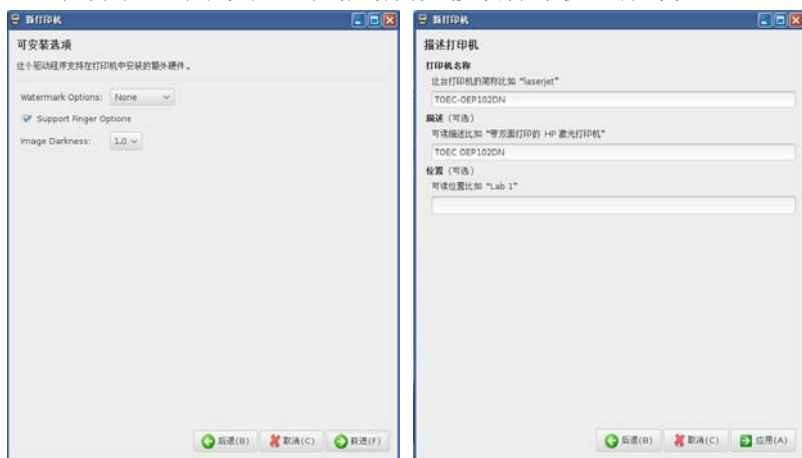 新打印机
可安装选项
这个驱动程序支持在打印机中安装的额外硬件。
Watermark Options: None
Support Finger Options
Image Darkness: 1.0
后退(B) 取消(C) 前进(F)
新打印机
描述打印机
打印机名称
这台打印机的简称比如 "laserjet"
TOEC-OEP102DN
描述 (可选)
可读描述比如 "带双面打印的 HP 激光打印机"
TOEC OEP102DN
位置 (可选)
可读位置比如 "Lab 1"
后退(B) 取消(C) 应用(A)